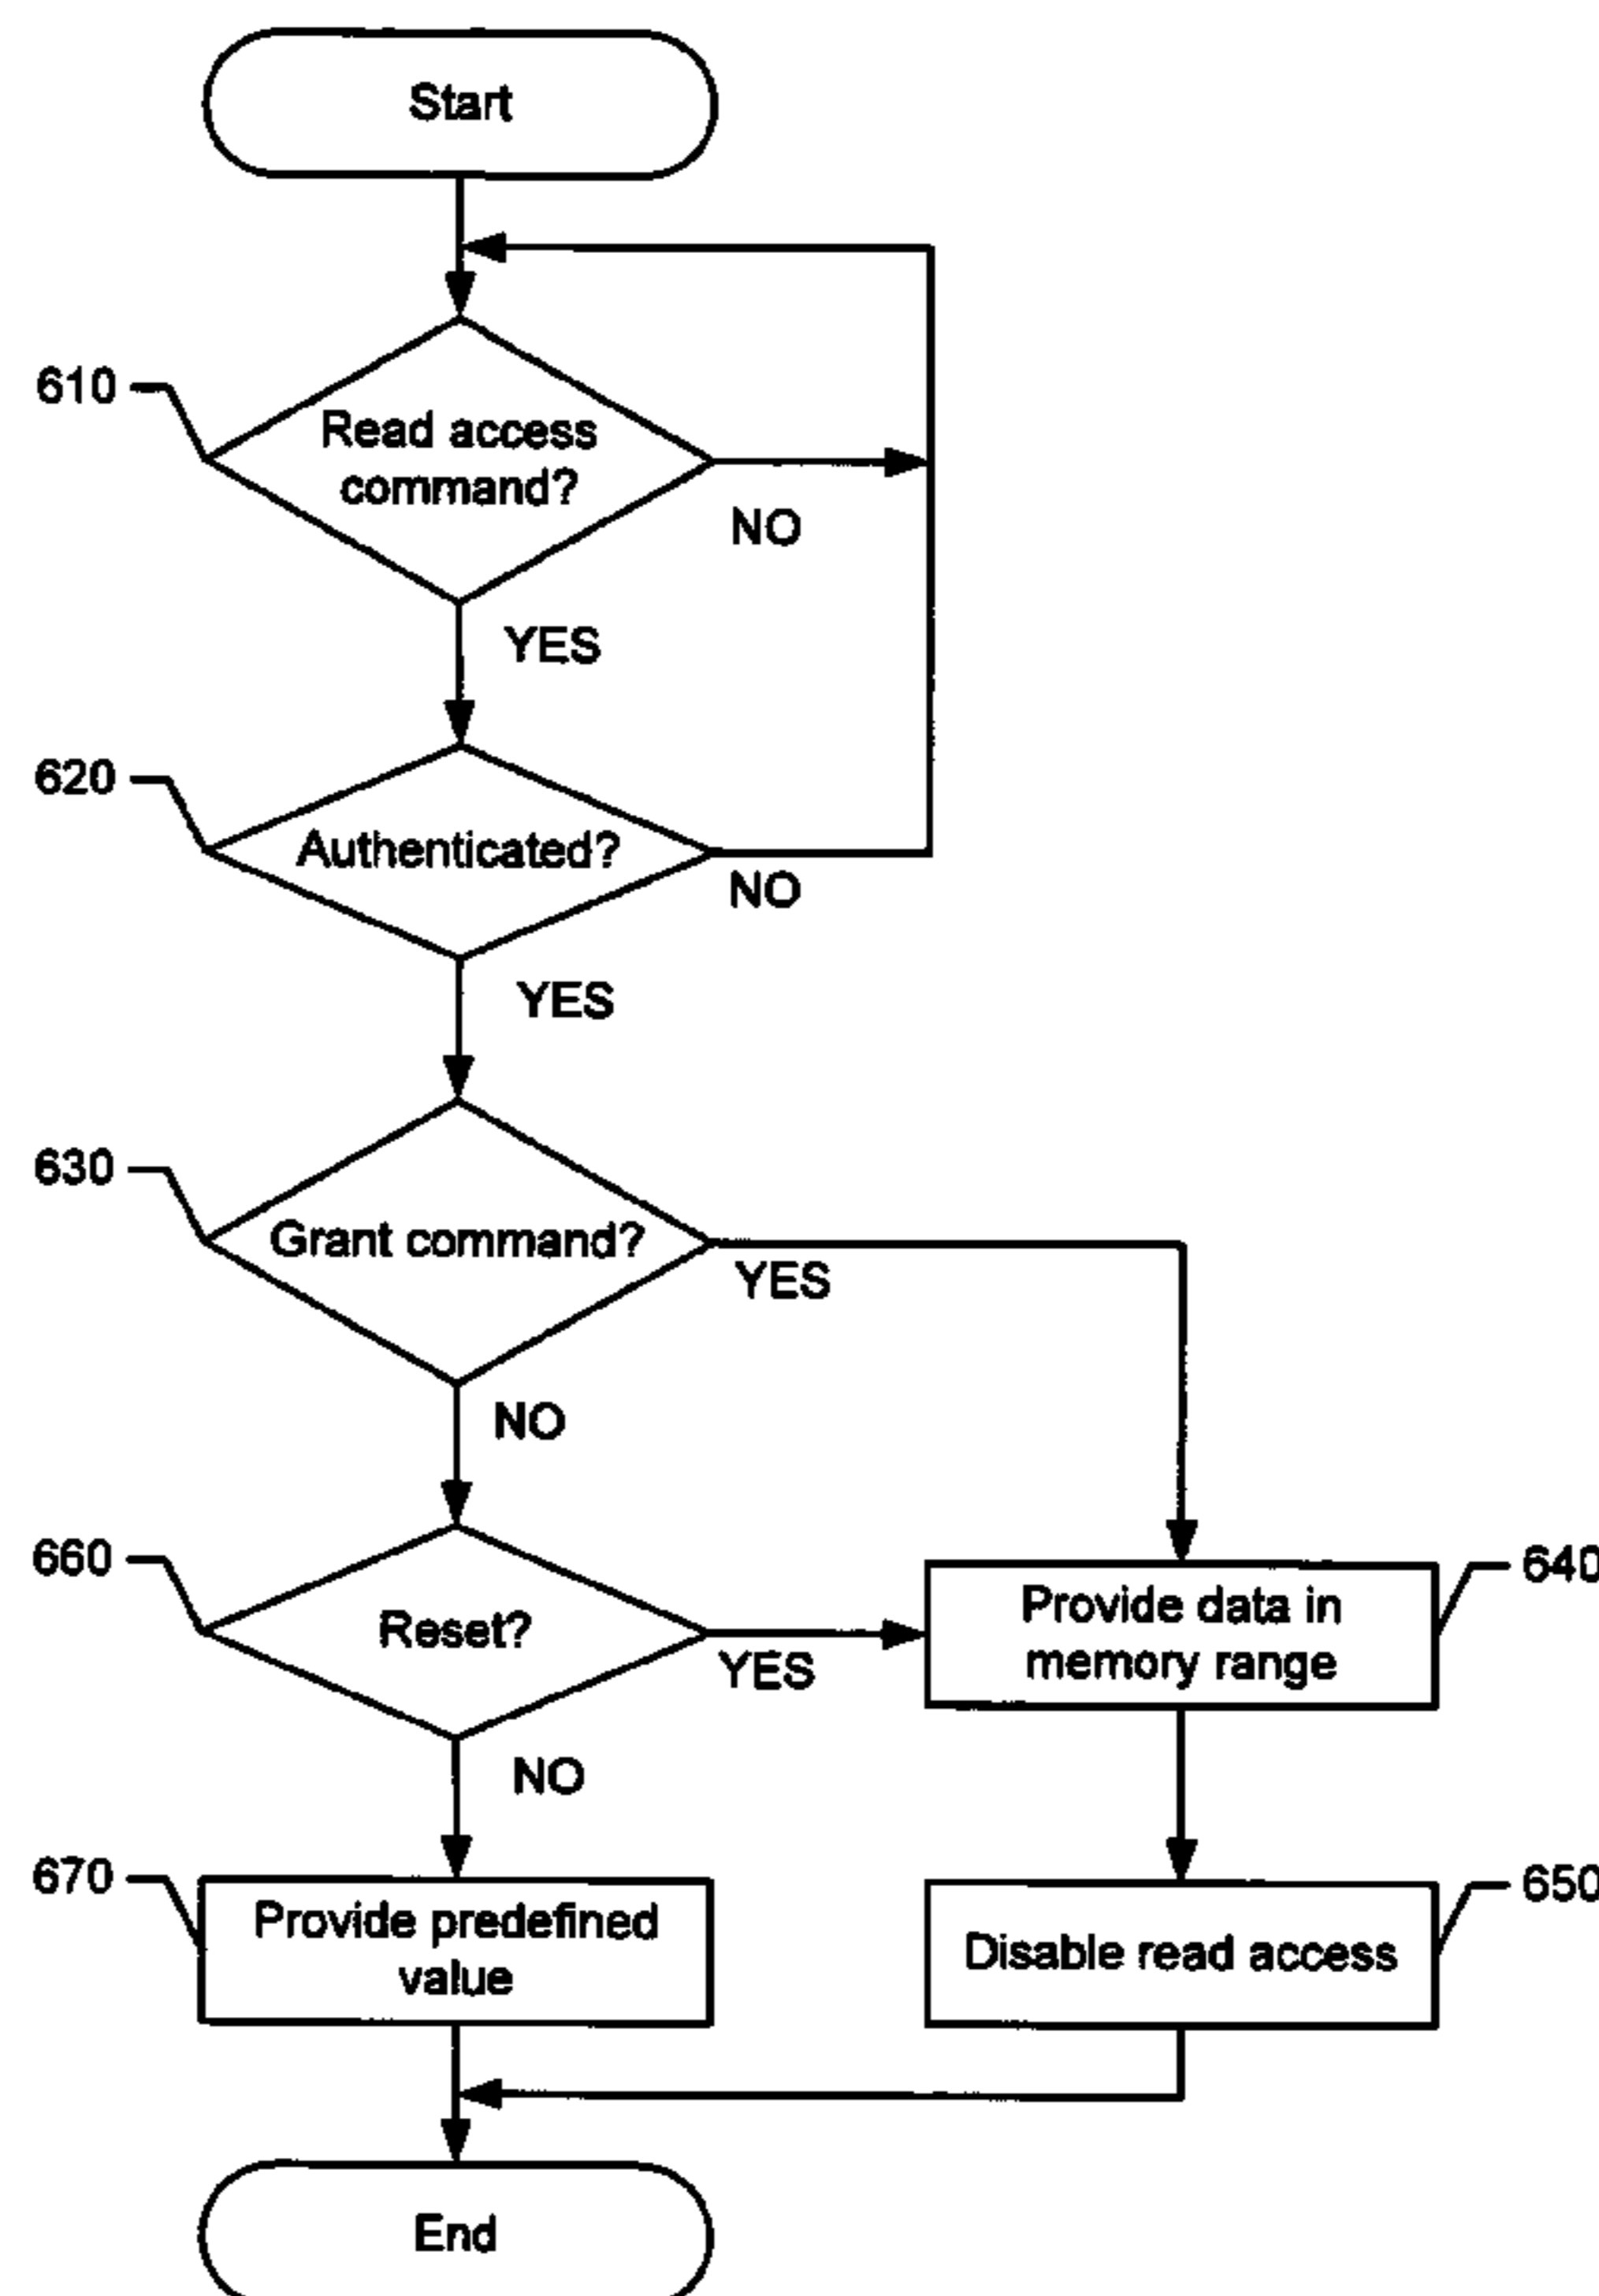 Start
610
Read access
command?
NO
YES
620
Authenticated?
NO
YES
630
Grant command?
YES
NO
660
Reset?
YES
NO
640
Provide data in
memory range
670
Provide predefined
value
650
Disable read access
End